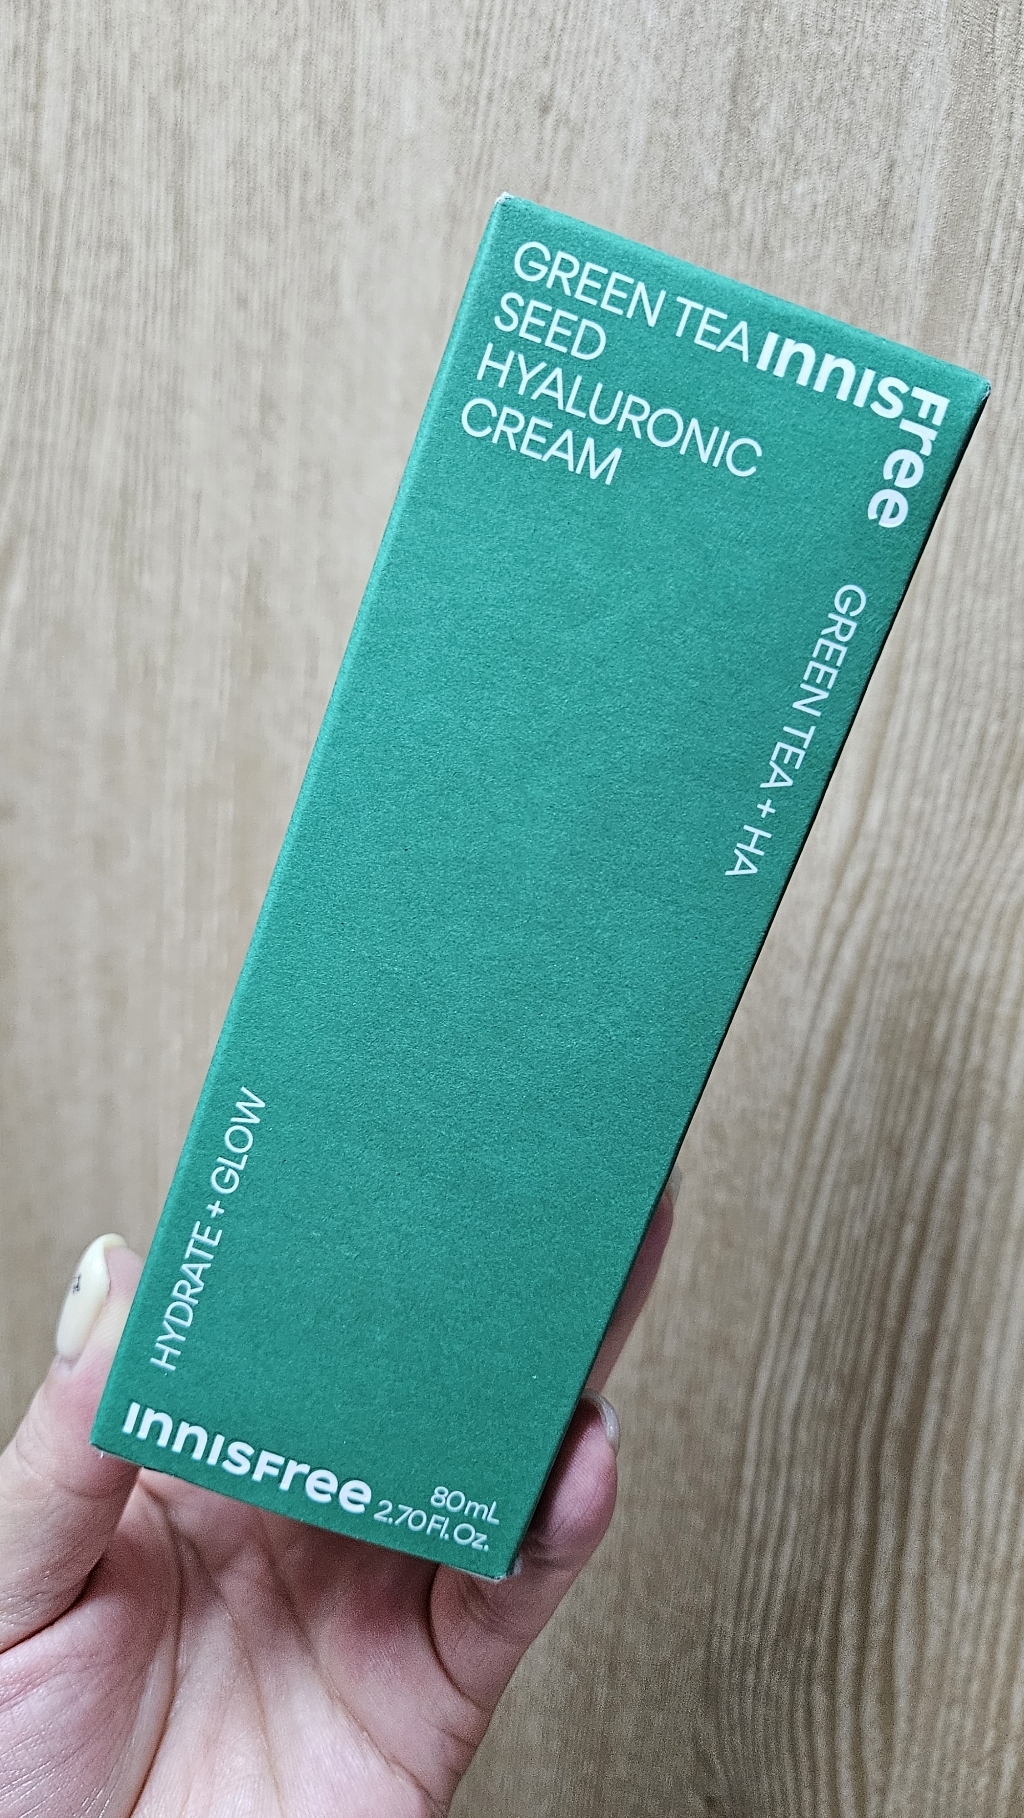 GREEN TEA
SEED
HYALURONIC
CREAM
innisFree
GREEN TEA + HA
HYDRATE + GLOW
innisFree
80mL
2.70 Fl. Oz.